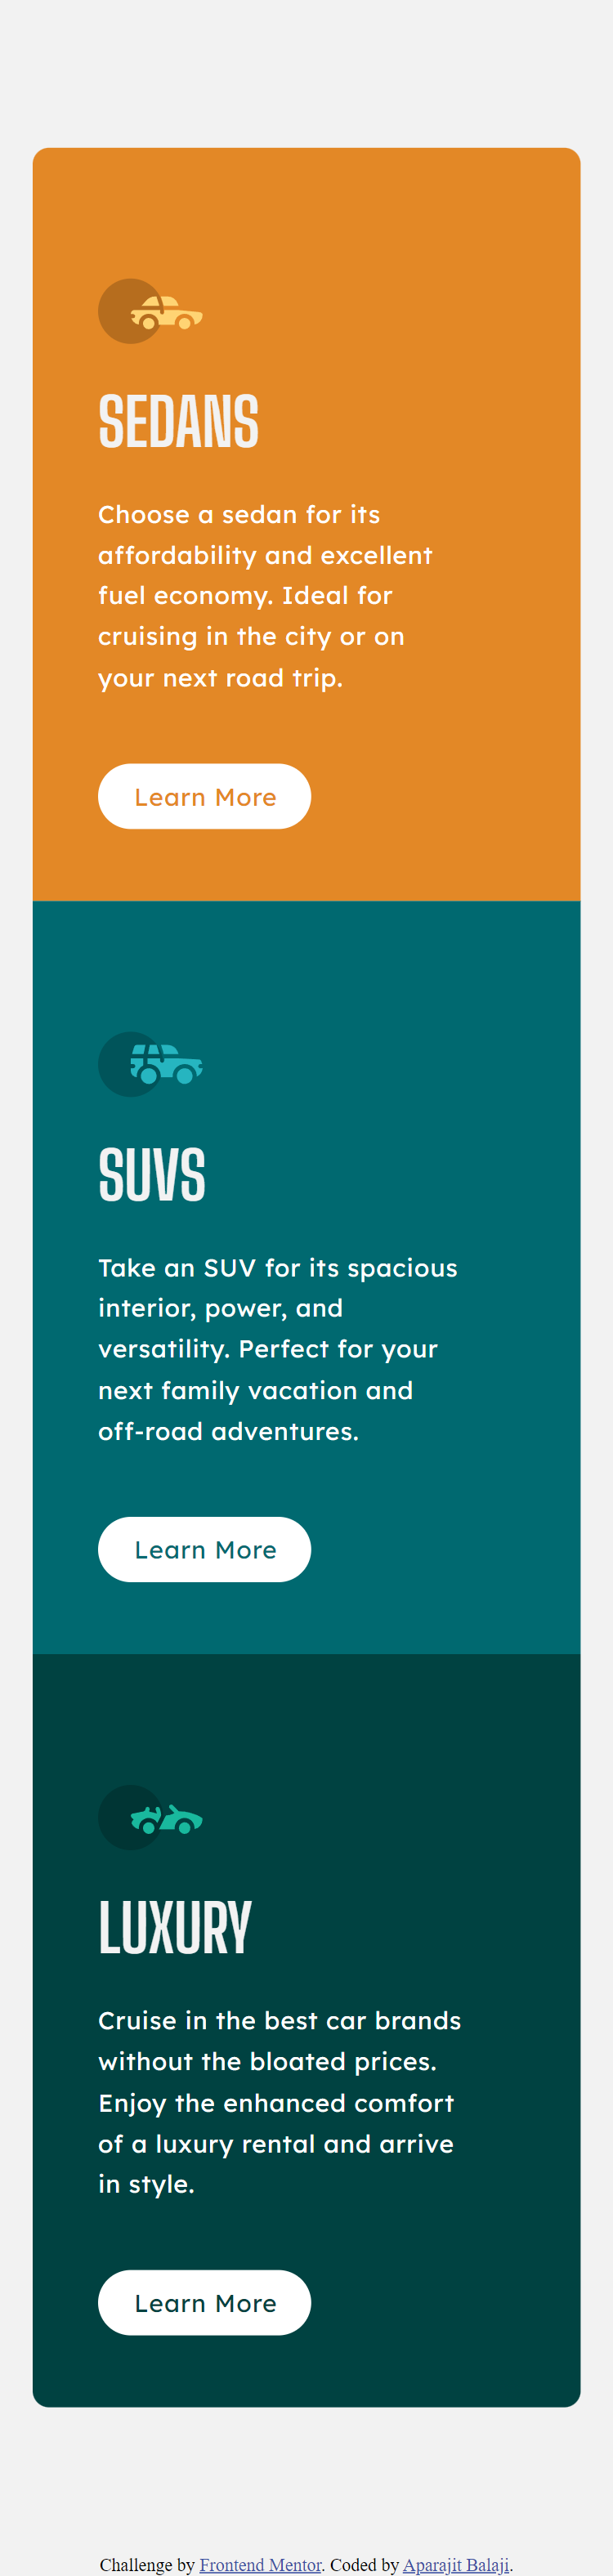 SEDANS
Choose a sedan for its
affordability and excellent
fuel economy. Ideal for
cruising in the city or on
your next road trip.
Learn More
SUVS
Take an SUV for its spacious
interior, power, and
versatility. Perfect for your
next family vacation and
off-road adventures.
Learn More
LUXURY
Cruise in the best car brands
without the bloated prices.
Enjoy the enhanced comfort
of a luxury rental and arrive
in style.
Learn More
Challenge by Frontend Mentor. Coded by Aparajit Balaji.